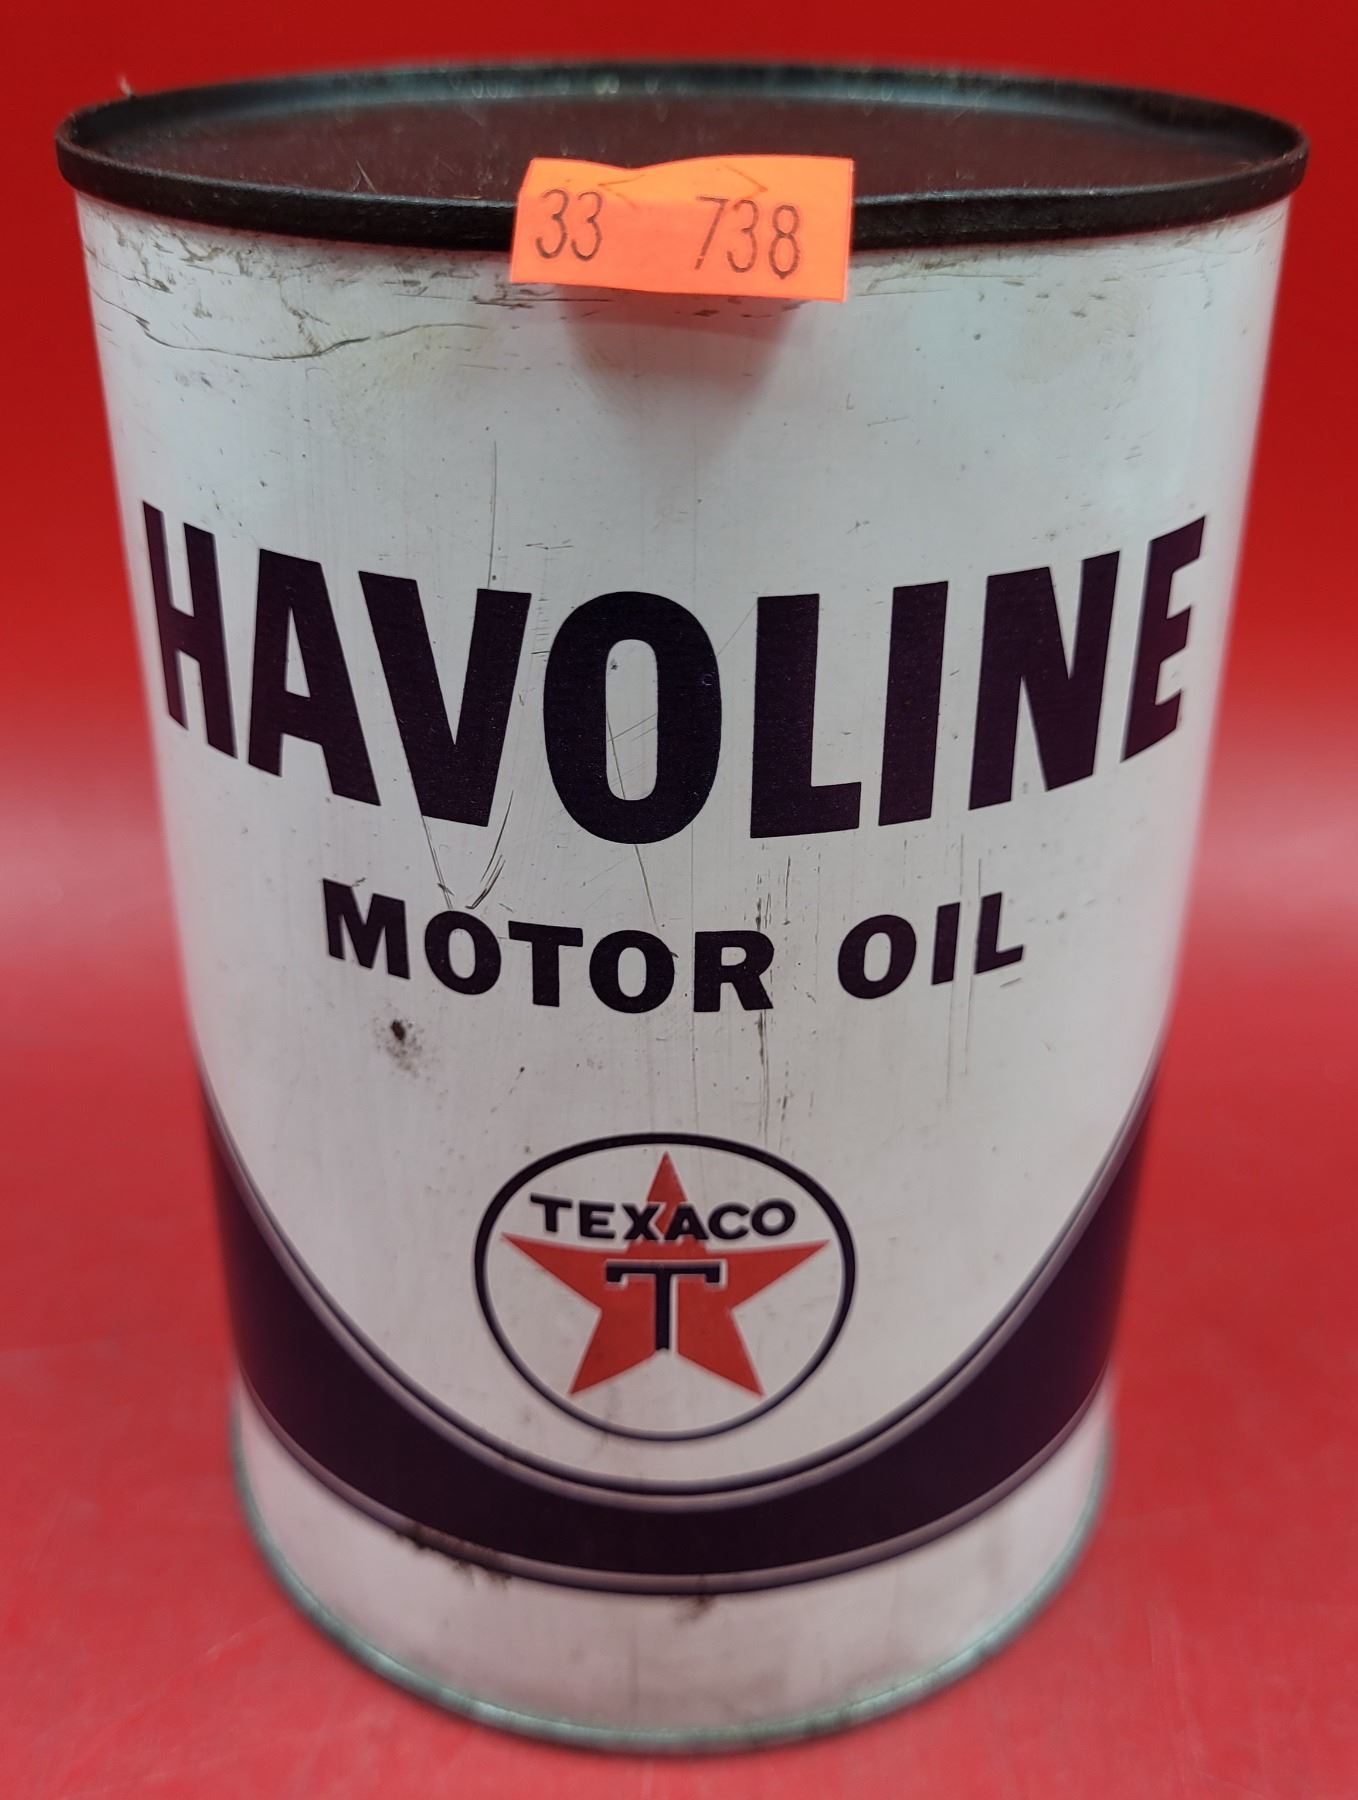 33 738
HAVOLINE
MOTOR OIL
TEXACO
T